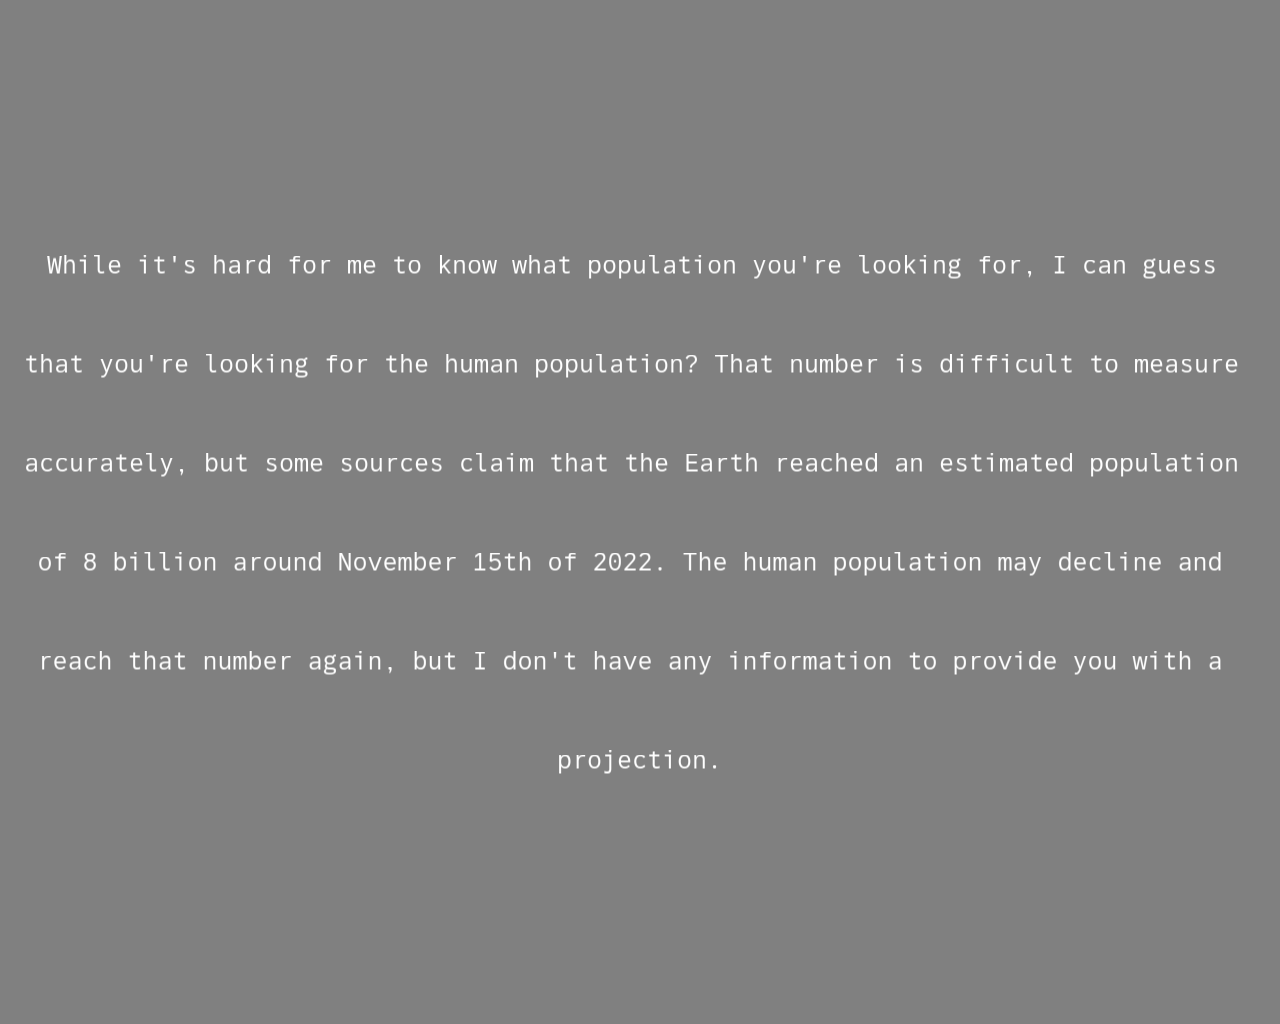 While it's hard for me to know what population you're looking for, I can guess
that you're looking for the human population? That number is difficult to measure
accurately, but some sources claim that the Earth reached an estimated population
of 8 billion around November 15th of 2022. The human population may decline and
reach that number again, but I don't have any information to provide you with a
projection.